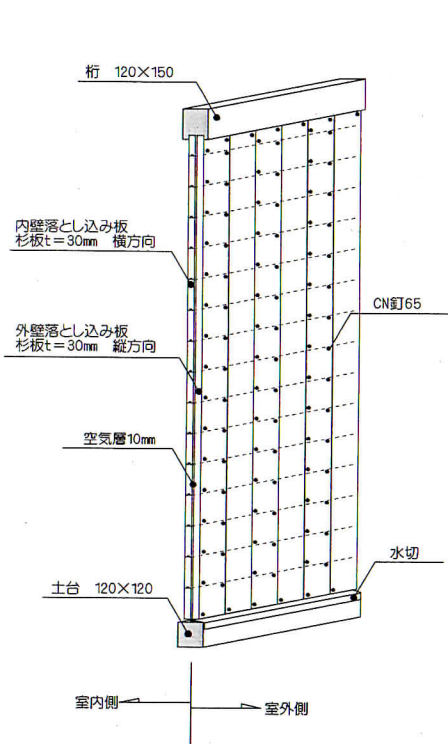 桁 120×150
内壁落とし込み板
杉板t=30mm 横方向
CN釘65
外壁落とし込み板
杉板t=30mm 縦方向
空気層10mm
水切
土台 120×120
室内側
室外側